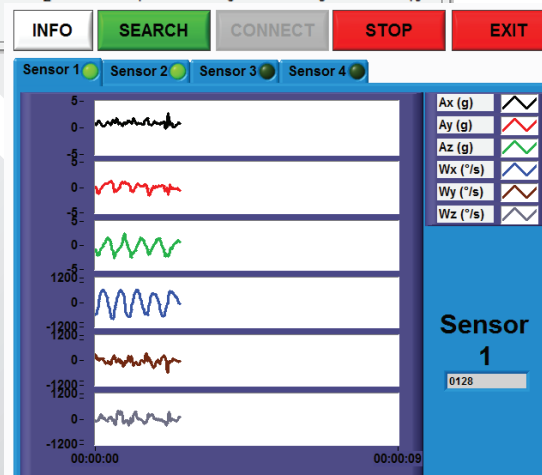 INFO SEARCH CONNECT STOP EXIT
Sensor 1 Sensor 2 Sensor 3 Sensor 4
5
0
-5
5
0
-5
5
0
-5
1200
0
-1200
1200
0
-1200
1200
0
-1200
00:00:00 00:00:09
Ax (g)
Ay (g)
Az (g)
Wx (°/s)
Wy (°/s)
Wz (°/s)
Sensor
1
0128